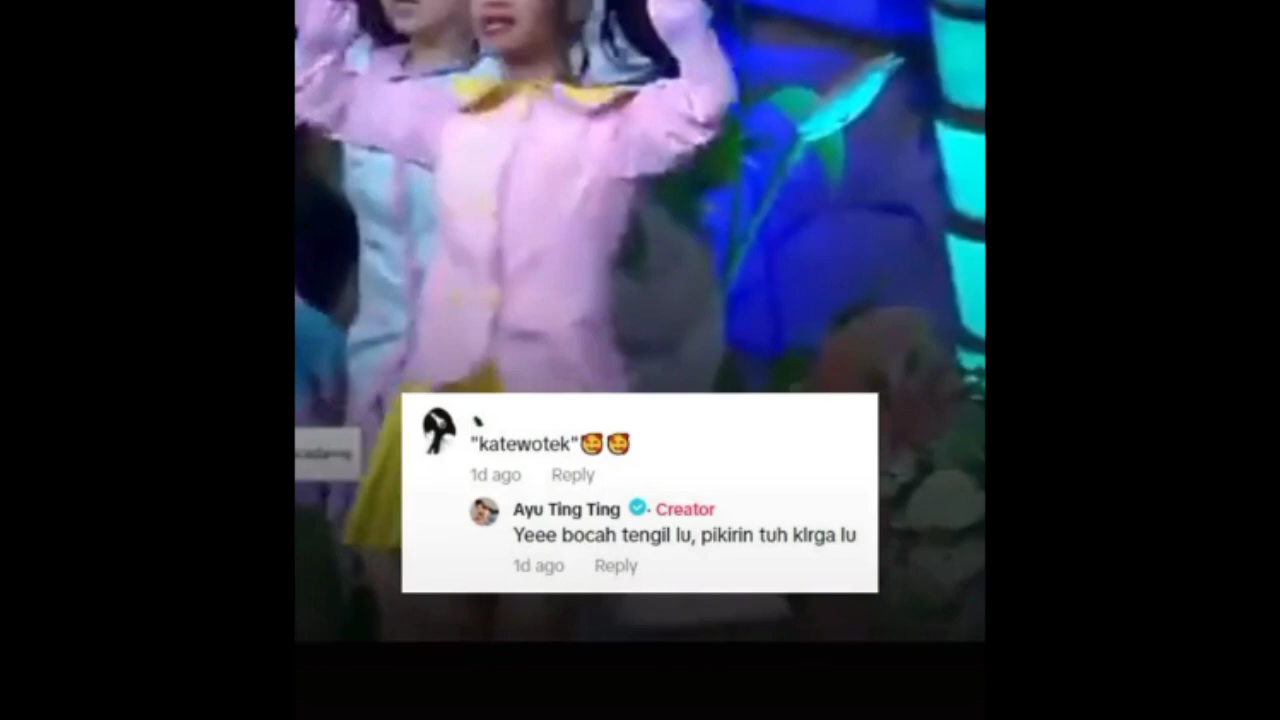 "katewotek"🥰🥰
1d ago Reply
Ayu Ting Ting · Creator
Yeee bocah tengil lu, pikirin tuh klrga lu
1d ago Reply